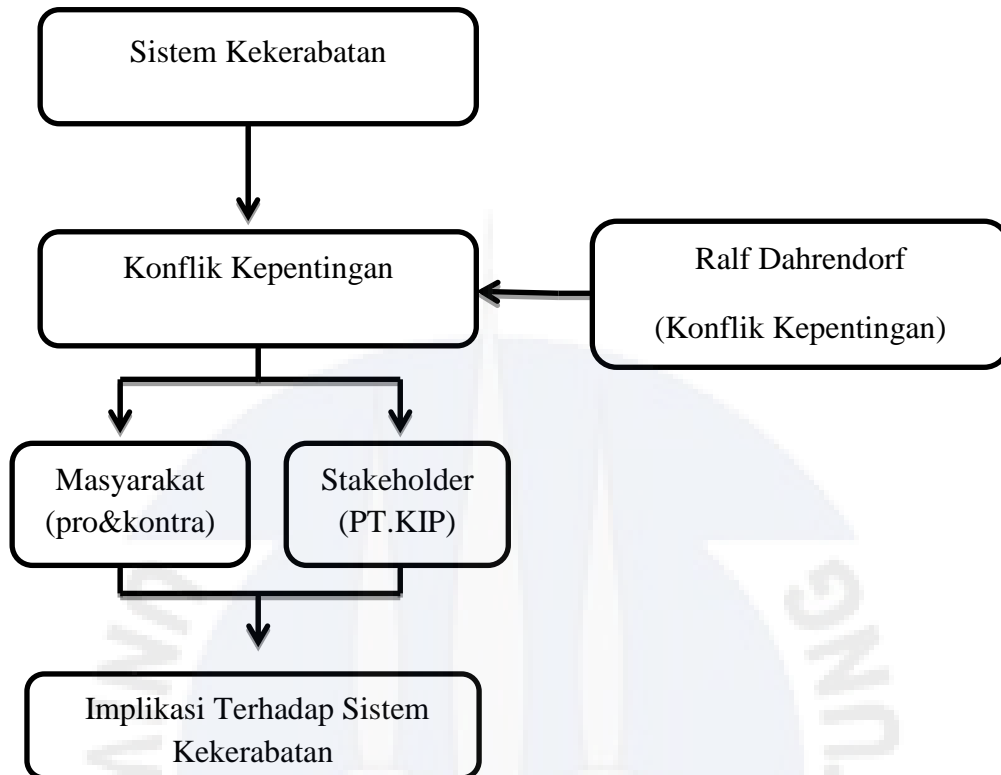 Sistem Kekerabatan
Konflik Kepentingan
Ralf Dahrendorf
(Konflik Kepentingan)
Masyarakat
(pro&kontra)
Stakeholder
(PT.KIP)
Implikasi Terhadap Sistem
Kekerabatan